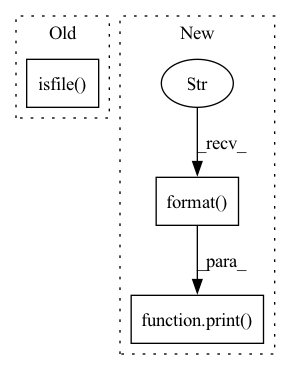 Old
New
isfile()
Str
_recv_
format()
_para_
function.print()